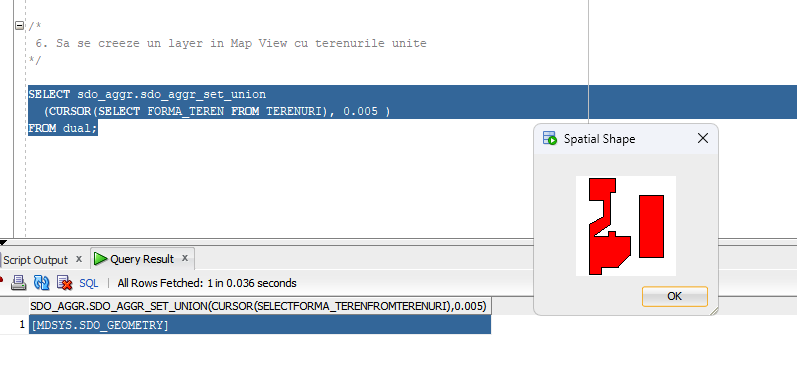 /*
6. Sa se creeze un layer in Map View cu terenurile unite
*/
SELECT sdo_aggr.sdo_aggr_set_union
(CURSOR(SELECT FORMA_TEREN FROM TERENURI), 0.005 )
FROM dual;
Spatial Shape
OK
Script Output x
Query Result x
SQL | All Rows Fetched: 1 in 0.036 seconds
SDO_AGGR.SDO_AGGR_SET_UNION(CURSOR(SELECTFORMA_TERENFROMTERENURI),0.005)
1 [MDSYS.SDO_GEOMETRY]